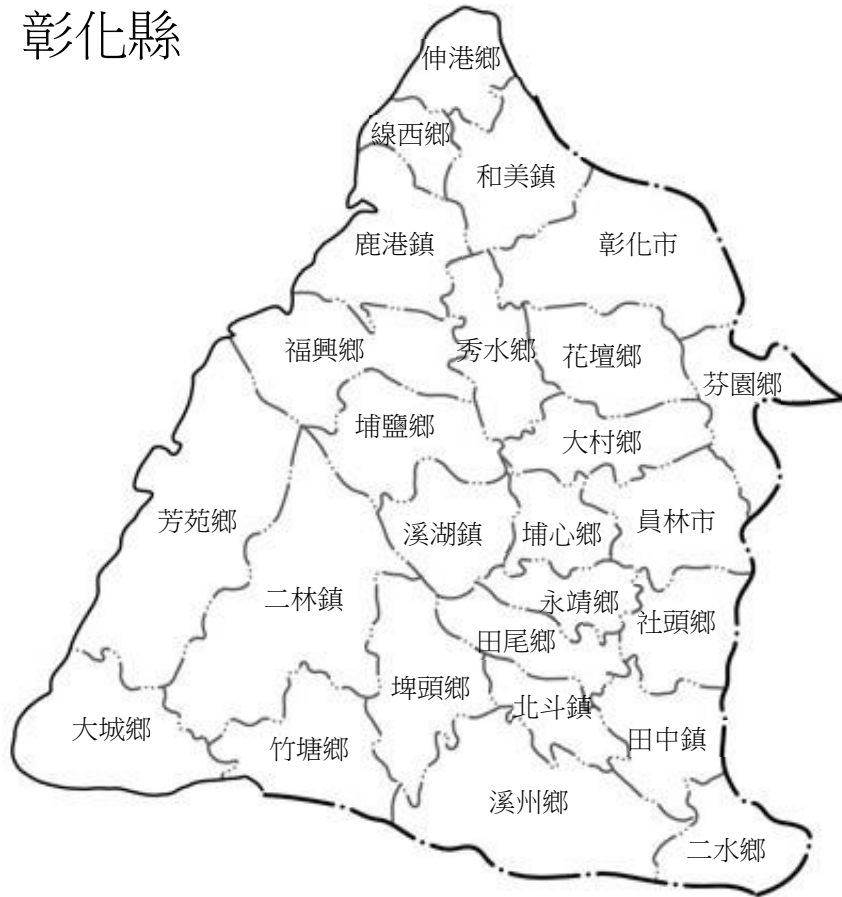 彰化縣
伸港鄉
線西鄉
和美鎮
鹿港鎮
彰化市
福興鄉
秀水鄉
花壇鄉
芬園鄉
埔鹽鄉
大村鄉
芳苑鄉
溪湖鎮
埔心鄉
員林市
二林鎮
永靖鄉
社頭鄉
田尾鄉
埤頭鄉
北斗鎮
大城鄉
竹塘鄉
田中鎮
溪州鄉
二水鄉